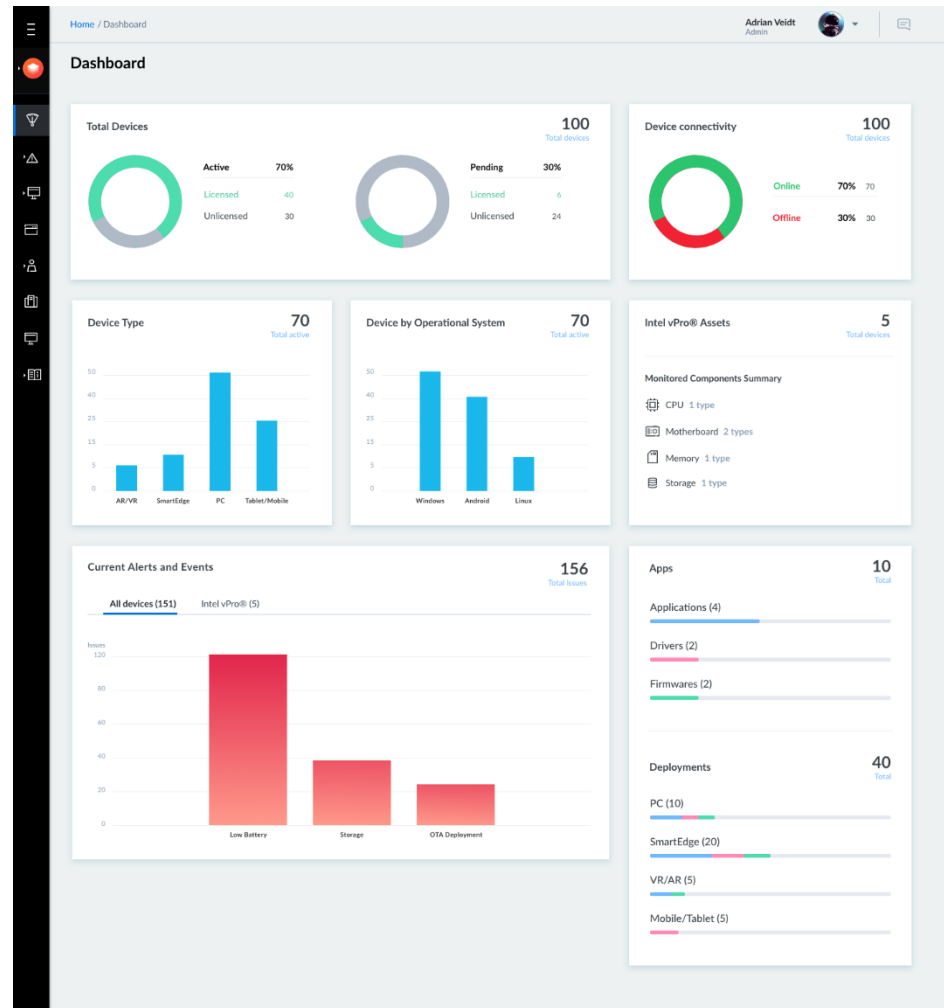 Home / Dashboard
Adrian Veidt
Admin
Dashboard
Total Devices
100
Total devices
Active 70%
Licensed 40
Unlicensed 30
Pending 30%
Licensed 6
Unlicensed 24
Device connectivity
100
Total devices
Online 70% 70
Offline 30% 30
Device Type
70
Total active
50
40
25
15
5
0
AR/VR SmartEdge PC Tablet/Mobile
Device by Operational System
70
Total active
50
40
25
15
5
0
Windows Android Linux
Intel vPro® Assets
5
Total devices
Monitored Components Summary
CPU 1 type
Motherboard 2 types
Memory 1 type
Storage 1 type
Current Alerts and Events
156
Total issues
All devices (151) Intel vPro® (5)
Issues
120
80
60
40
20
0
Low Battery Storage OTA Deployment
Apps
10
Total
Applications (4)
Drivers (2)
Firmwares (2)
Deployments
40
Total
PC (10)
SmartEdge (20)
VR/AR (5)
Mobile/Tablet (5)